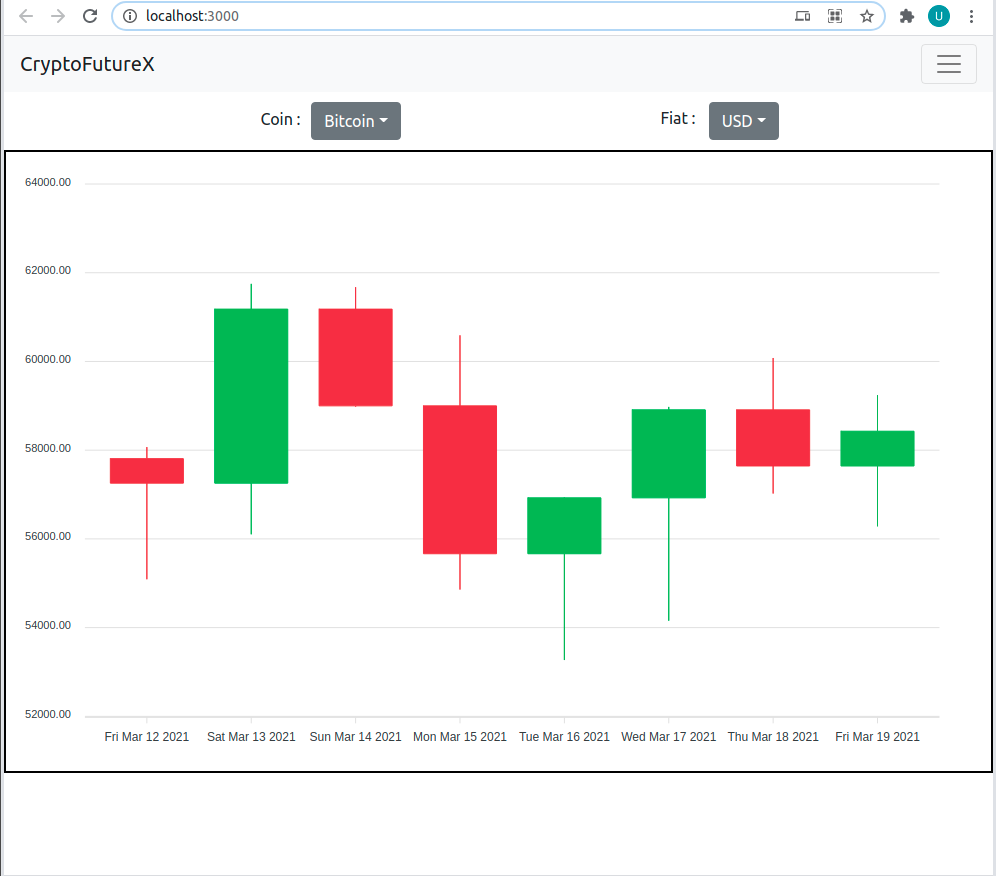 localhost:3000
U
CryptoFutureX
Coin : Bitcoin Fiat : USD
64000.00
62000.00
60000.00
58000.00
56000.00
54000.00
52000.00
Fri Mar 12 2021 Sat Mar 13 2021 Sun Mar 14 2021 Mon Mar 15 2021 Tue Mar 16 2021 Wed Mar 17 2021 Thu Mar 18 2021 Fri Mar 19 2021